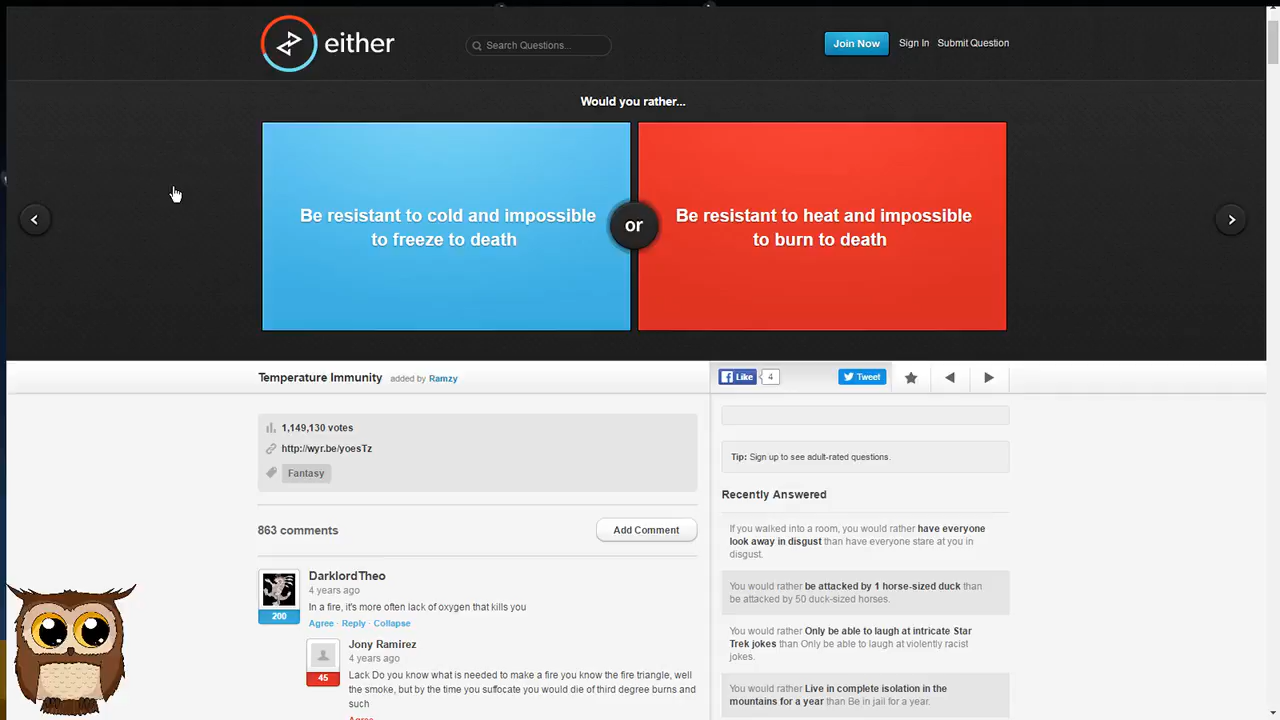 either
Search Questions...
Join Now
Sign In
Submit Question
Would you rather...
Be resistant to cold and impossible
to freeze to death
or
Be resistant to heat and impossible
to burn to death
Temperature Immunity
added by Ramzy
Like
4
Tweet
1,149,130 votes
http://wyr.be/yoesTz
Fantasy
863 comments
Add Comment
DarklordTheo
4 years ago
200
In a fire, it's more often lack of oxygen that kills you
Agree · Reply · Collapse
Jony Ramirez
4 years ago
45
Lack Do you know what is needed to make a fire you know the fire triangle, well
the smoke, but by the time you suffocate you would die of third degree burns and
such
Agree
Tip: Sign up to see adult-rated questions.
Recently Answered
If you walked into a room, you would rather have everyone
look away in disgust than have everyone stare at you in
disgust.
You would rather be attacked by 1 horse-sized duck than
be attacked by 50 duck-sized horses.
You would rather Only be able to laugh at intricate Star
Trek jokes than Only be able to laugh at violently racist
jokes.
You would rather Live in complete isolation in the
mountains for a year than Be in jail for a year.